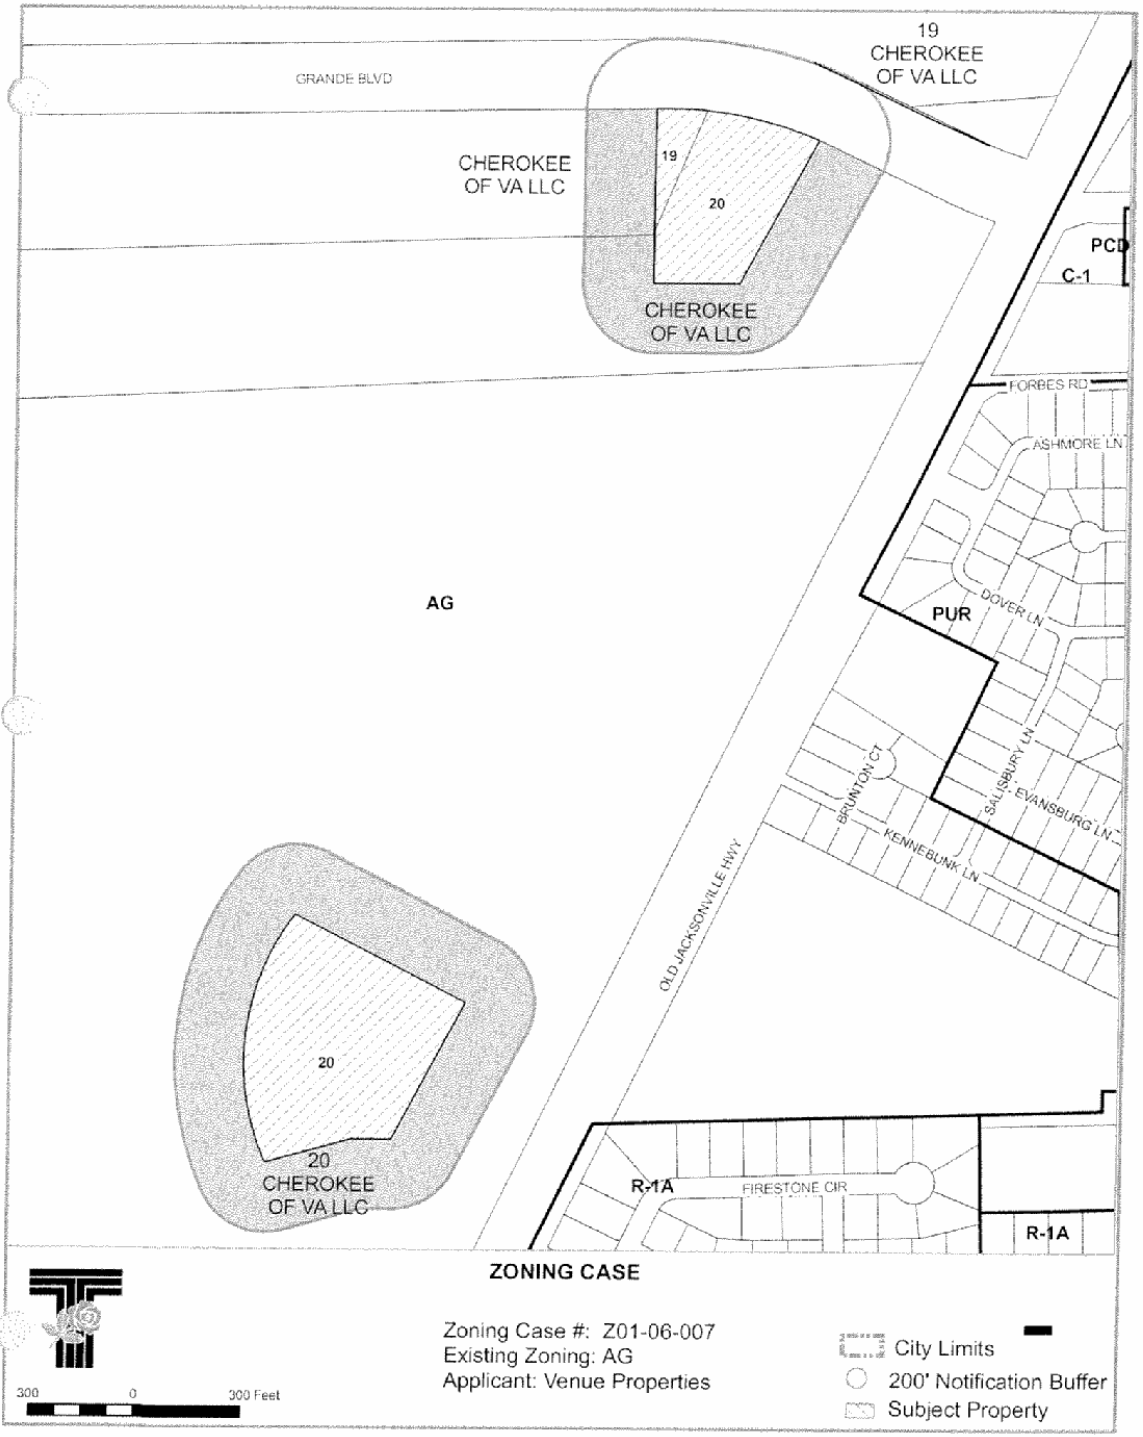 19
CHEROKEE
OF VA LLC
GRANDE BLVD
CHEROKEE
OF VA LLC
19
20
PCD
C-1
CHEROKEE
OF VA LLC
FORBES RD
ASHMORE LN
AG
DOVER LN
PUR
SALISBURY LN
BRUNTON CT
EVANSBURG LN
KENNEBUNK LN
OLD JACKSONVILLE HWY
20
20
CHEROKEE
OF VA LLC
R-1A
FIRESTONE CIR
R-1A
ZONING CASE
Zoning Case #: Z01-06-007
Existing Zoning: AG
Applicant: Venue Properties
City Limits
200' Notification Buffer
Subject Property
300 0 300 Feet